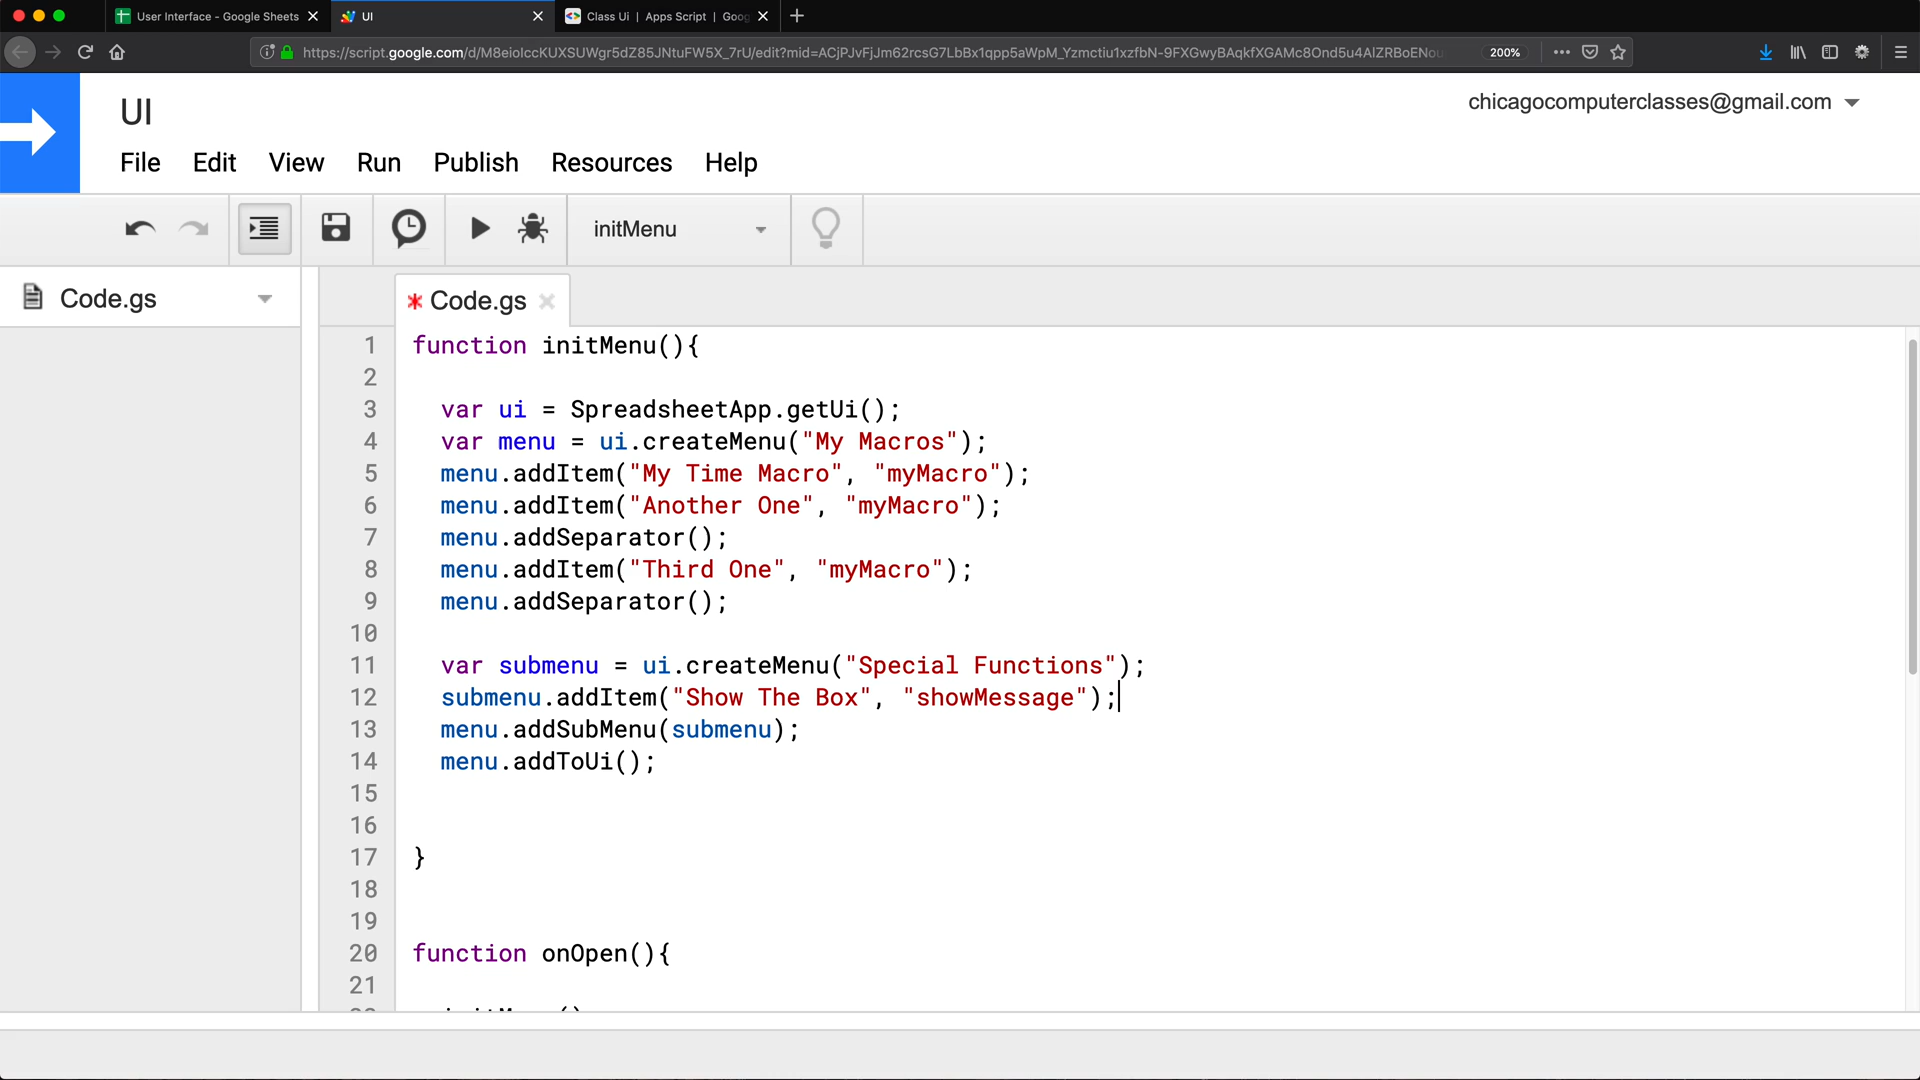 User Interface - Google Sheets
UI
Class Ui | Apps Script | Goog
https://script.google.com/d/M8eioIccKUXSUWgr5dZ85JNtuFW5X_7rU/edit?mid=ACjPJvFjJm62rcsG7LbBx1qpp5aWpM_Yzmctiu1xzfbN-9FXGwyBAqkfXGAMc8Ond5u4AlZRBoENou
200%
UI
chicagocomputerclasses@gmail.com
File Edit View Run Publish Resources Help
initMenu
Code.gs
* Code.gs
1 function initMenu(){
2
3 var ui = SpreadsheetApp.getUi();
4 var menu = ui.createMenu("My Macros");
5 menu.addItem("My Time Macro", "myMacro");
6 menu.addItem("Another One", "myMacro");
7 menu.addSeparator();
8 menu.addItem("Third One", "myMacro");
9 menu.addSeparator();
10
11 var submenu = ui.createMenu("Special Functions");
12 submenu.addItem("Show The Box", "showMessage");
13 menu.addSubMenu(submenu);
14 menu.addToUi();
15
16
17 }
18
19
20 function onOpen(){
21